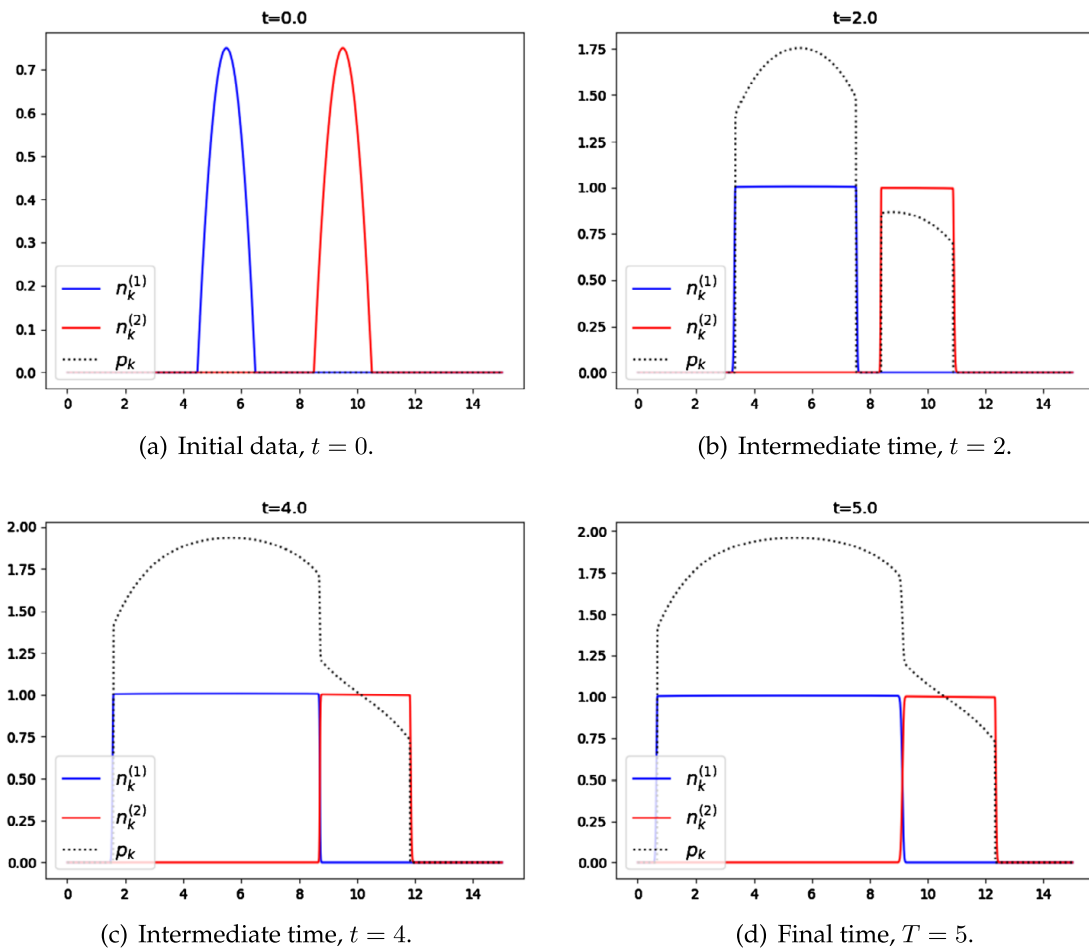 t=0.0
0.7
0.6
0.5
0.4
0.3
0.2
0.1
0.0
n_k^(1)
n_k^(2)
p_k
0 2 4 6 8 10 12 14
(a) Initial data, t = 0.
t=2.0
1.75
1.50
1.25
1.00
0.75
0.50
0.25
0.00
n_k^(1)
n_k^(2)
p_k
0 2 4 6 8 10 12 14
(b) Intermediate time, t = 2.
t=4.0
2.00
1.75
1.50
1.25
1.00
0.75
0.50
0.25
0.00
n_k^(1)
n_k^(2)
p_k
0 2 4 6 8 10 12 14
(c) Intermediate time, t = 4.
t=5.0
2.00
1.75
1.50
1.25
1.00
0.75
0.50
0.25
0.00
n_k^(1)
n_k^(2)
p_k
0 2 4 6 8 10 12 14
(d) Final time, T = 5.